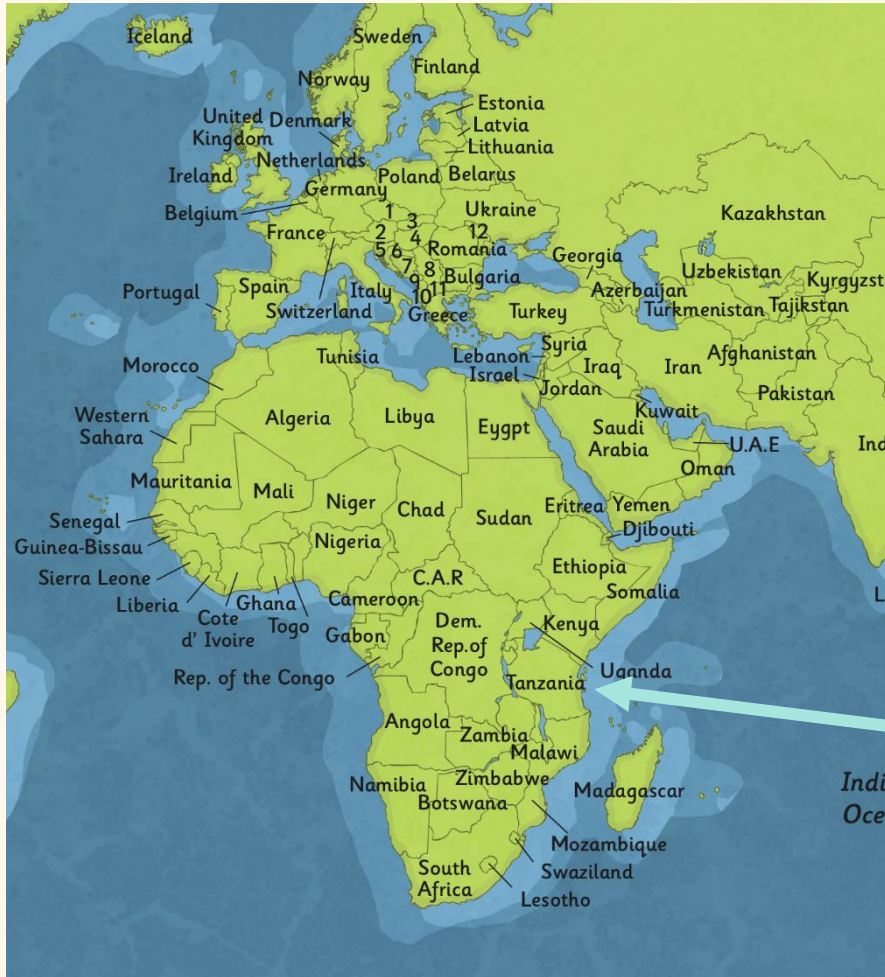 Iceland
Sweden
Finland
Norway
Estonia
United
Kingdom
Denmark
Latvia
Lithuania
Netherlands
Ireland
Germany
Poland
Belarus
Belgium
1
3
Ukraine
Kazakhstan
France
2
4
12
5
6
Romania
Georgia
7
8
Uzbekistan
Kyrgyzst
Portugal
Spain
Italy
9
Bulgaria
Azerbaijan
10
11
Turkmenistan
Tajikstan
Switzerland
Greece
Turkey
Tunisia
Lebanon
Syria
Afghanistan
Morocco
Israel
Iraq
Iran
Jordan
Pakistan
Western
Sahara
Algeria
Libya
Eygpt
Kuwait
Saudi
Arabia
U.A.E
Ind
Oman
Mauritania
Mali
Niger
Chad
Sudan
Eritrea
Yemen
Senegal
Djibouti
Guinea-Bissau
Nigeria
Ethiopia
Sierra Leone
C.A.R
Somalia
Liberia
Cote
d' Ivoire
Ghana
Togo
Cameroon
L
Gabon
Dem.
Rep.of
Congo
Kenya
Rep. of the Congo
Uganda
Tanzania
Angola
Zambia
Malawi
Namibia
Zimbabwe
Botswana
Madagascar
Indi
Oce
Mozambique
South
Africa
Swaziland
Lesotho